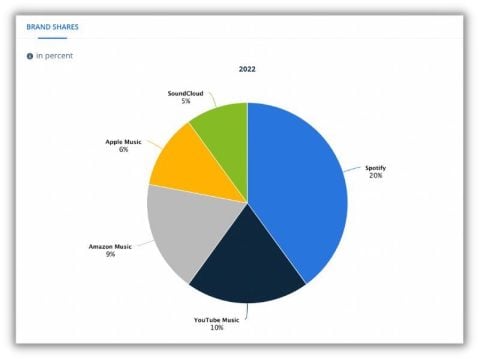 BRAND SHARES
in percent
2022
SoundCloud
5%
Apple Music
6%
Spotify
20%
Amazon Music
9%
YouTube Music
10%